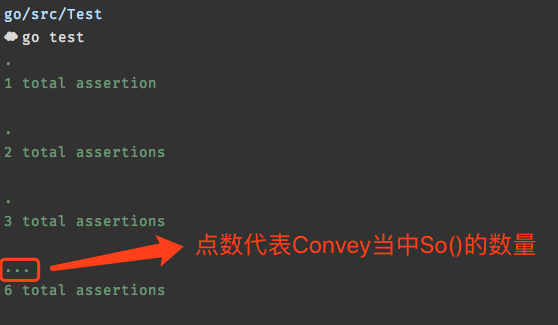 go/src/Test
go test
.
1 total assertion
.
2 total assertions
.
3 total assertions
...
点数代表Convey当中So()的数量
6 total assertions